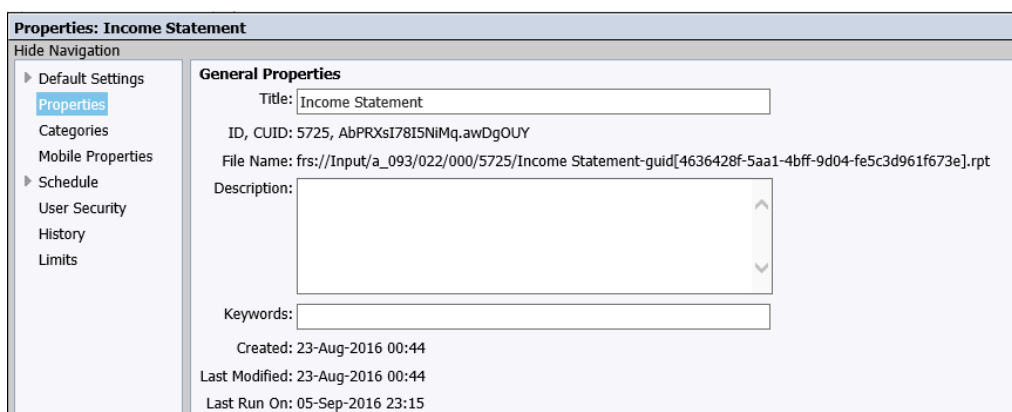 Properties: Income Statement
Hide Navigation
Default Settings
Properties
Categories
Mobile Properties
Schedule
User Security
History
Limits
General Properties
Title: Income Statement
ID, CUID: 5725, AbPRXsI78I5NiMq.awDgOUY
File Name: frs://Input/a_093/022/000/5725/Income Statement-guid[4636428f-5aa1-4bff-9d04-fe5c3d961f673e].rpt
Description:
Keywords:
Created: 23-Aug-2016 00:44
Last Modified: 23-Aug-2016 00:44
Last Run On: 05-Sep-2016 23:15